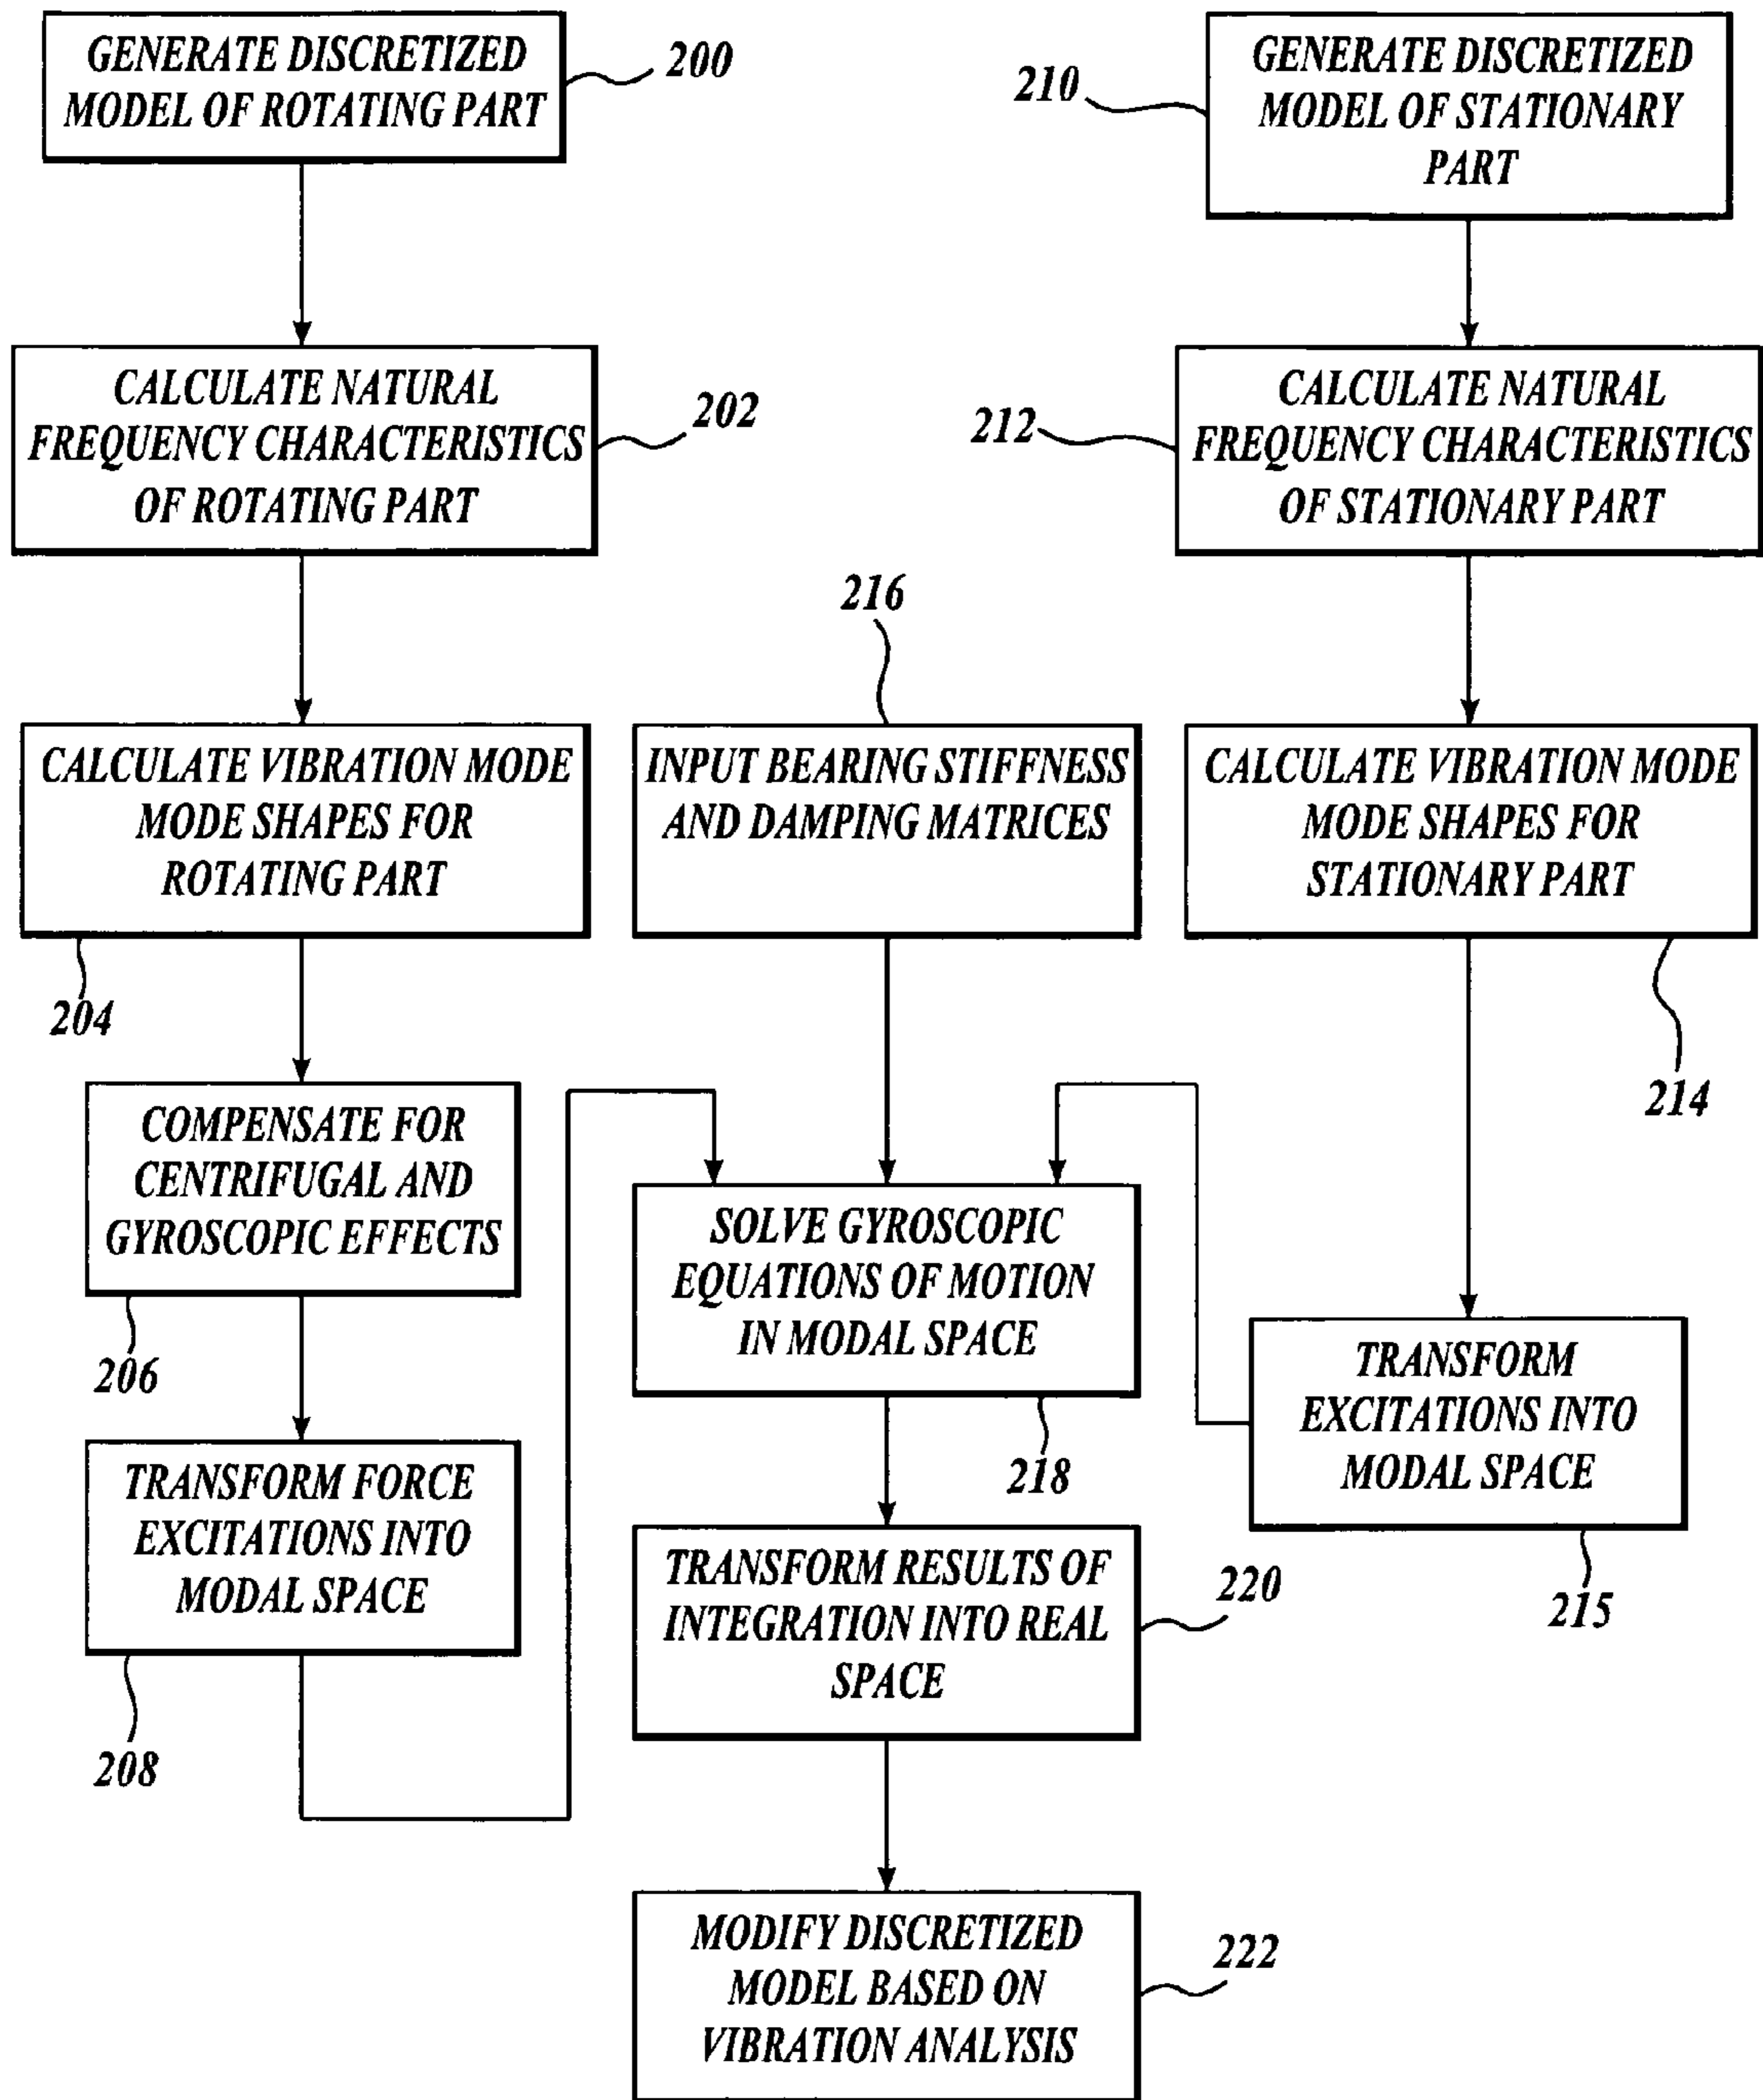 GENERATE DISCRETIZED
MODEL OF ROTATING PART
200
210
GENERATE DISCRETIZED
MODEL OF STATIONARY
PART
CALCULATE NATURAL
FREQUENCY CHARACTERISTICS
OF ROTATING PART
202
212
CALCULATE NATURAL
FREQUENCY CHARACTERISTICS
OF STATIONARY PART
216
CALCULATE VIBRATION MODE
MODE SHAPES FOR
ROTATING PART
204
INPUT BEARING STIFFNESS
AND DAMPING MATRICES
CALCULATE VIBRATION MODE
MODE SHAPES FOR
STATIONARY PART
214
COMPENSATE FOR
CENTRIFUGAL AND
GYROSCOPIC EFFECTS
206
SOLVE GYROSCOPIC
EQUATIONS OF MOTION
IN MODAL SPACE
218
TRANSFORM
EXCITATIONS INTO
MODAL SPACE
215
TRANSFORM FORCE
EXCITATIONS INTO
MODAL SPACE
208
TRANSFORM RESULTS OF
INTEGRATION INTO REAL
SPACE
220
MODIFY DISCRETIZED
MODEL BASED ON
VIBRATION ANALYSIS
222